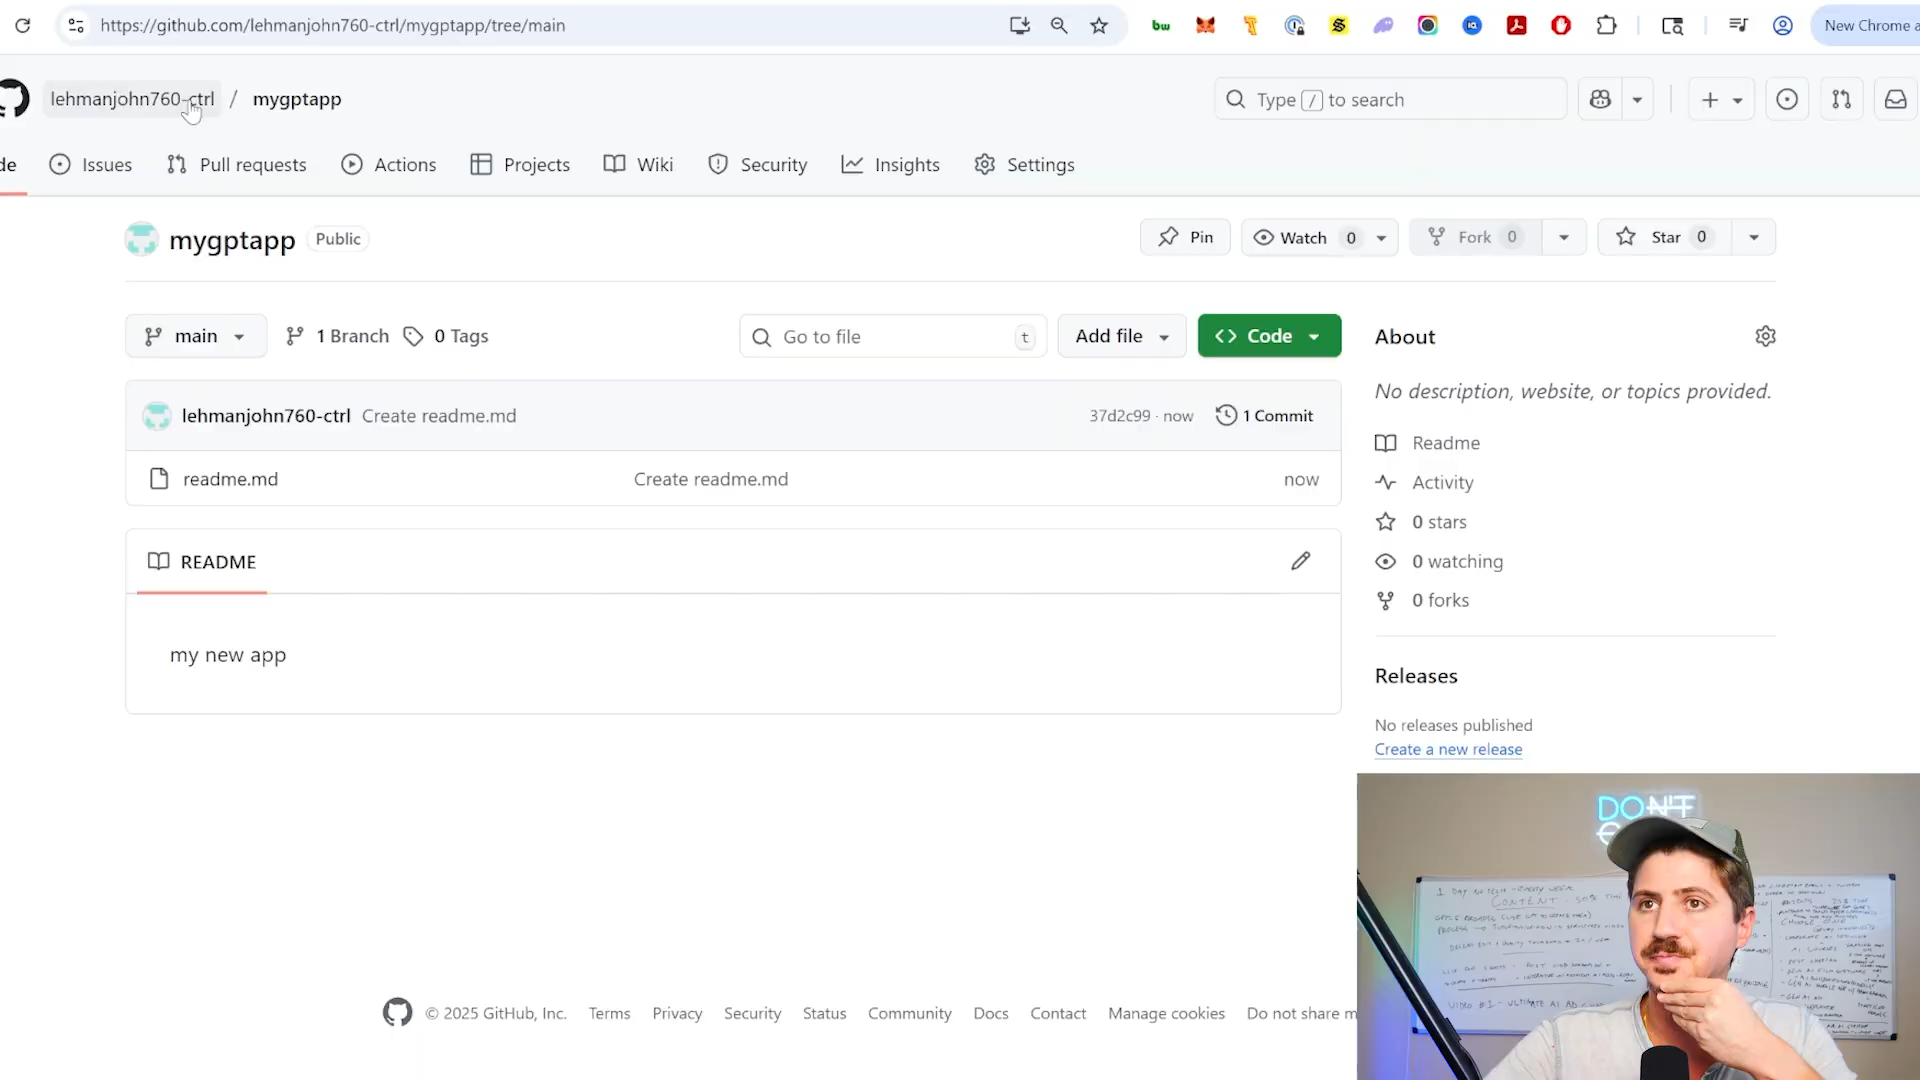 https://github.com/lehmanjohn760-ctrl/mygptapp/tree/main
New Chrome a
lehmanjohn760-ctrl / mygptapp
Type / to search
de Issues Pull requests Actions Projects Wiki Security Insights Settings
mygptapp Public
Pin Watch 0 Fork 0 Star 0
main 1 Branch 0 Tags
Go to file t
Add file
<> Code
About
No description, website, or topics provided.
lehmanjohn760-ctrl Create readme.md 37d2c99 · now 1 Commit
readme.md Create readme.md now
Readme
Activity
0 stars
0 watching
0 forks
README
my new app
Releases
No releases published
Create a new release
DON'T
CONTENT
© 2025 GitHub, Inc. Terms Privacy Security Status Community Docs Contact Manage cookies Do not share m